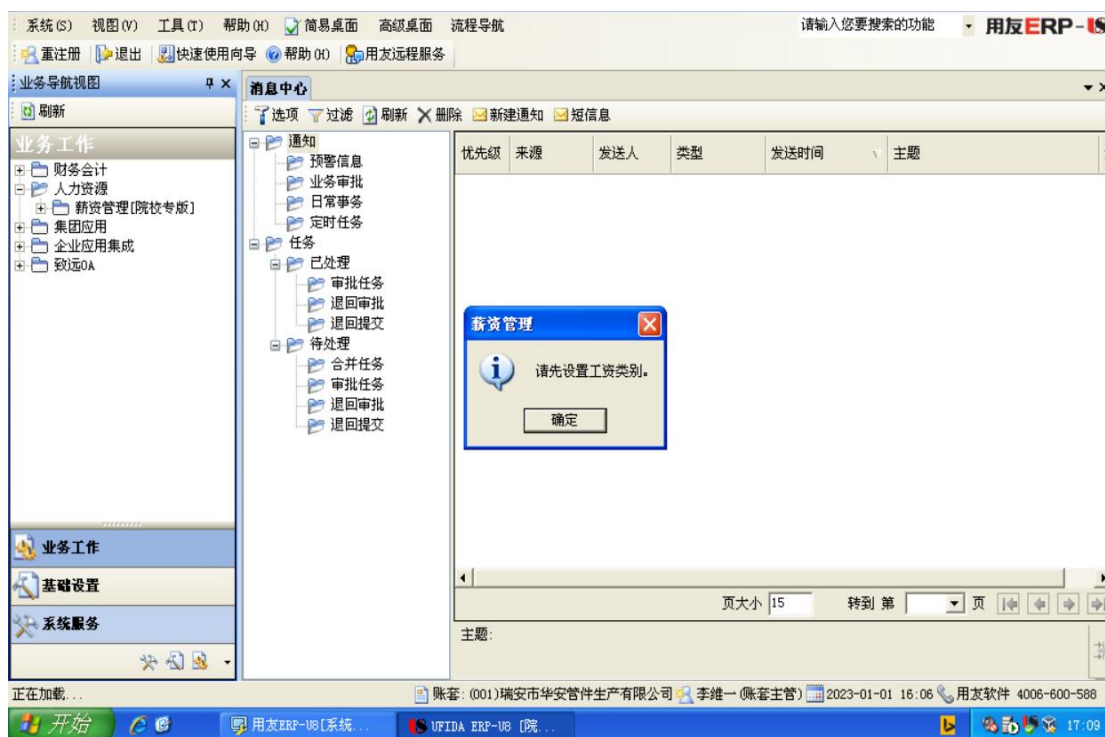 系统(S) 视图(V) 工具(T) 帮助(H) 简易桌面 高级桌面 流程导航 请输入您要搜索的功能 用友ERP-U8
重注册 退出 快速使用向导 帮助(H) 用友远程服务
业务导航视图
刷新
业务工作
财务会计
人力资源
薪资管理[院校专版]
集团应用
企业应用集成
致远OA
业务工作
基础设置
系统服务
消息中心
选项 过滤 刷新 删除 新建通知 短信息
通知
预警信息
业务审批
日常事务
定时任务
任务
已处理
审批任务
退回审批
退回提交
待处理
合并任务
审批任务
退回审批
退回提交
优先级 来源 发送人 类型 发送时间 主题
薪资管理
请先设置工资类别。
确定
页大小 15 转到 第 页
主题:
正在加载... 账套: (001)瑞安市华安管件生产有限公司 李维一(账套主管) 2023-01-01 16:06 用友软件 4006-600-588
开始 用友ERP-U8[系统... UFIDA ERP-U8 [院... 17:09